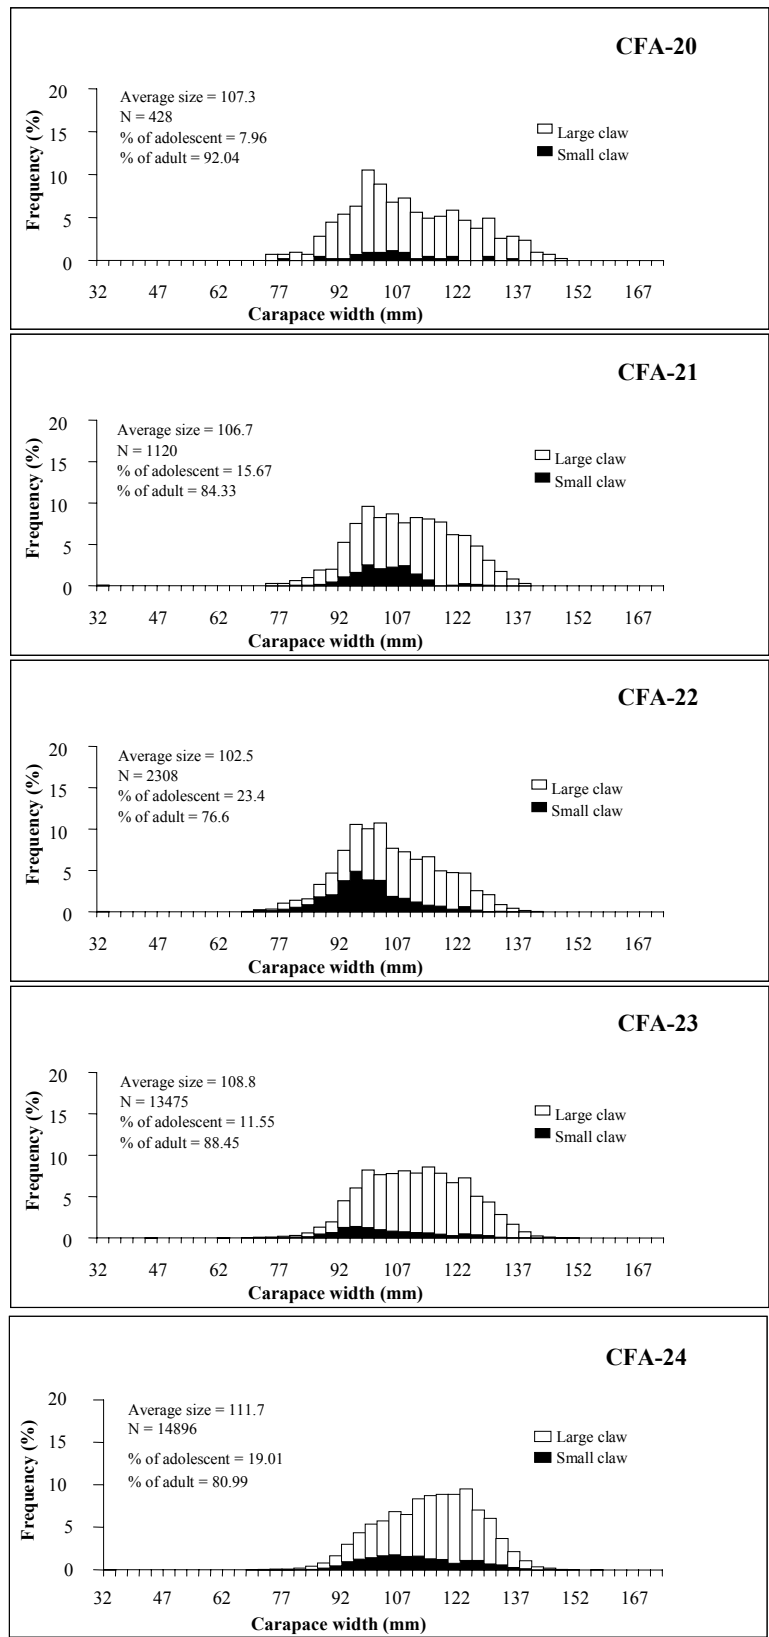 CFA-20
20
15
10
5
0
Frequency (%)
Average size = 107.3
N = 428
% of adolescent = 7.96
% of adult = 92.04
Large claw
Small claw
32 47 62 77 92 107 122 137 152 167
Carapace width (mm)
CFA-21
20
15
10
5
0
Frequency (%)
Average size = 106.7
N = 1120
% of adolescent = 15.67
% of adult = 84.33
Large claw
Small claw
32 47 62 77 92 107 122 137 152 167
Carapace width (mm)
CFA-22
20
15
10
5
0
Frequency (%)
Average size = 102.5
N = 2308
% of adolescent = 23.4
% of adult = 76.6
Large claw
Small claw
32 47 62 77 92 107 122 137 152 167
Carapace width (mm)
CFA-23
20
15
10
5
0
Frequency (%)
Average size = 108.8
N = 13475
% of adolescent = 11.55
% of adult = 88.45
Large claw
Small claw
32 47 62 77 92 107 122 137 152 167
Carapace width (mm)
CFA-24
20
15
10
5
0
Frequency (%)
Average size = 111.7
N = 14896
% of adolescent = 19.01
% of adult = 80.99
Large claw
Small claw
32 47 62 77 92 107 122 137 152 167
Carapace width (mm)